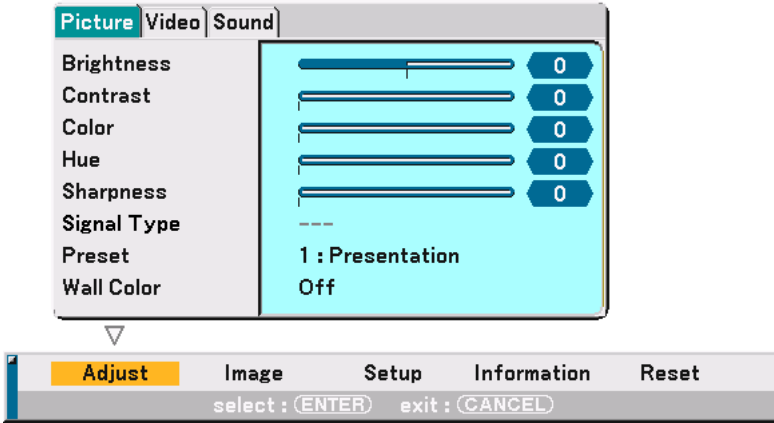 Picture Video Sound
Brightness 0
Contrast 0
Color 0
Hue 0
Sharpness 0
Signal Type ---
Preset 1 : Presentation
Wall Color Off
Adjust Image Setup Information Reset
select : ENTER exit : CANCEL